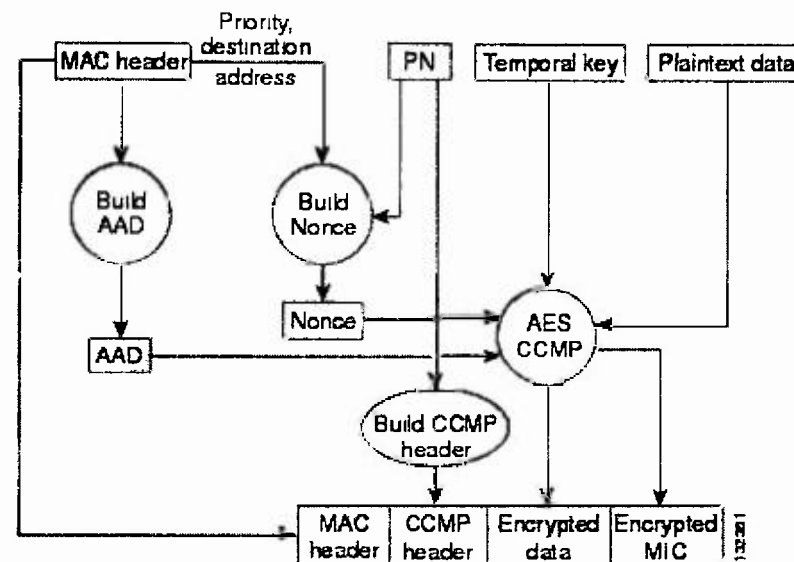 Priority,
destination
address
MAC header
PN
Temporal key
Plaintext data
Build
AAD
Build
Nonce
Nonce
AES
CCMP
AAD
Build CCMP
header
MAC
header
CCMP
header
Encrypted
data
Encrypted
MIC